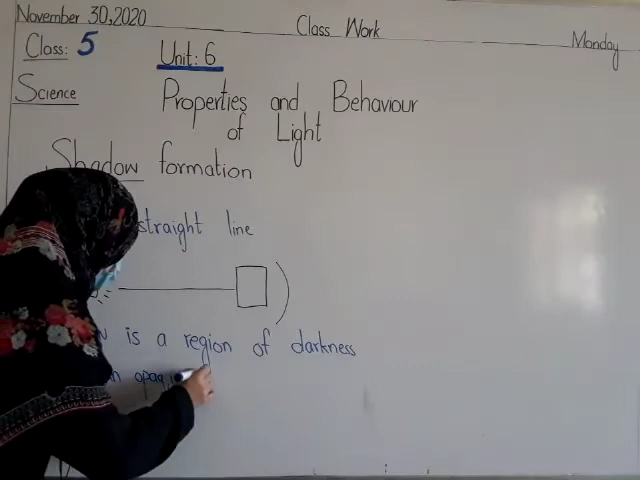 November 30,2020 Class Work Monday
Class: 5 Unit: 6
Science Properties and Behaviour
of Light
Shadow formation
straight line
is a region of darkness
opaq